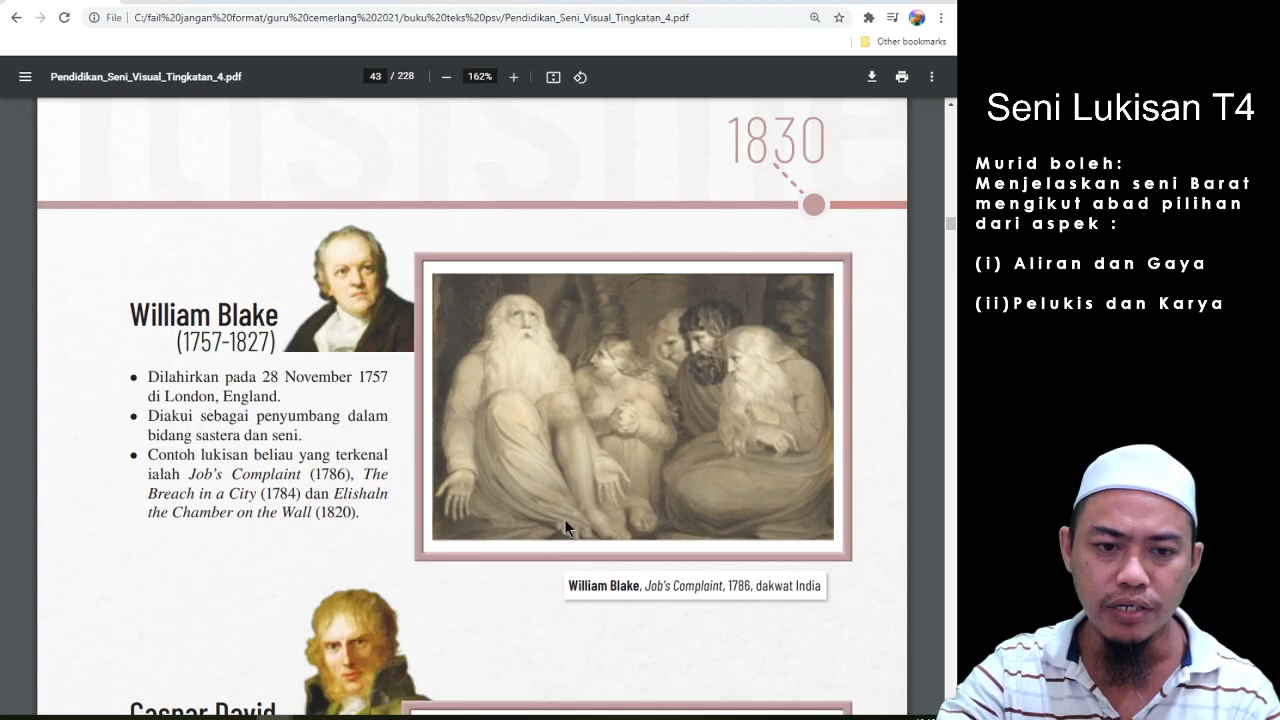 File C:/fail%20jangan%20format/guru%20cemerlang%202021/buku%20teks%20psv/Pendidikan_Seni_Visual_Tingkatan_4.pdf
Other bookmarks
Pendidikan_Seni_Visual_Tingkatan_4.pdf
43 / 228
162%
1830
William Blake
(1757-1827)
• Dilahirkan pada 28 November 1757
di London, England.
• Diakui sebagai penyumbang dalam
bidang sastera dan seni.
• Contoh lukisan beliau yang terkenal
ialah Job's Complaint (1786), The
Breach in a City (1784) dan Elishaln
the Chamber on the Wall (1820).
William Blake, Job's Complaint, 1786, dakwat India
Caspar David
Seni Lukisan T4
Murid boleh:
Menjelaskan seni Barat
mengikut abad pilihan
dari aspek :
(i) Aliran dan Gaya
(ii)Pelukis dan Karya